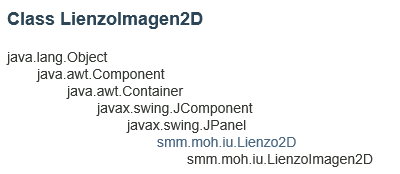 Class LienzoImagen2D
java.lang.Object
java.awt.Component
java.awt.Container
javax.swing.JComponent
javax.swing.JPanel
smm.moh.iu.Lienzo2D
smm.moh.iu.LienzoImagen2D